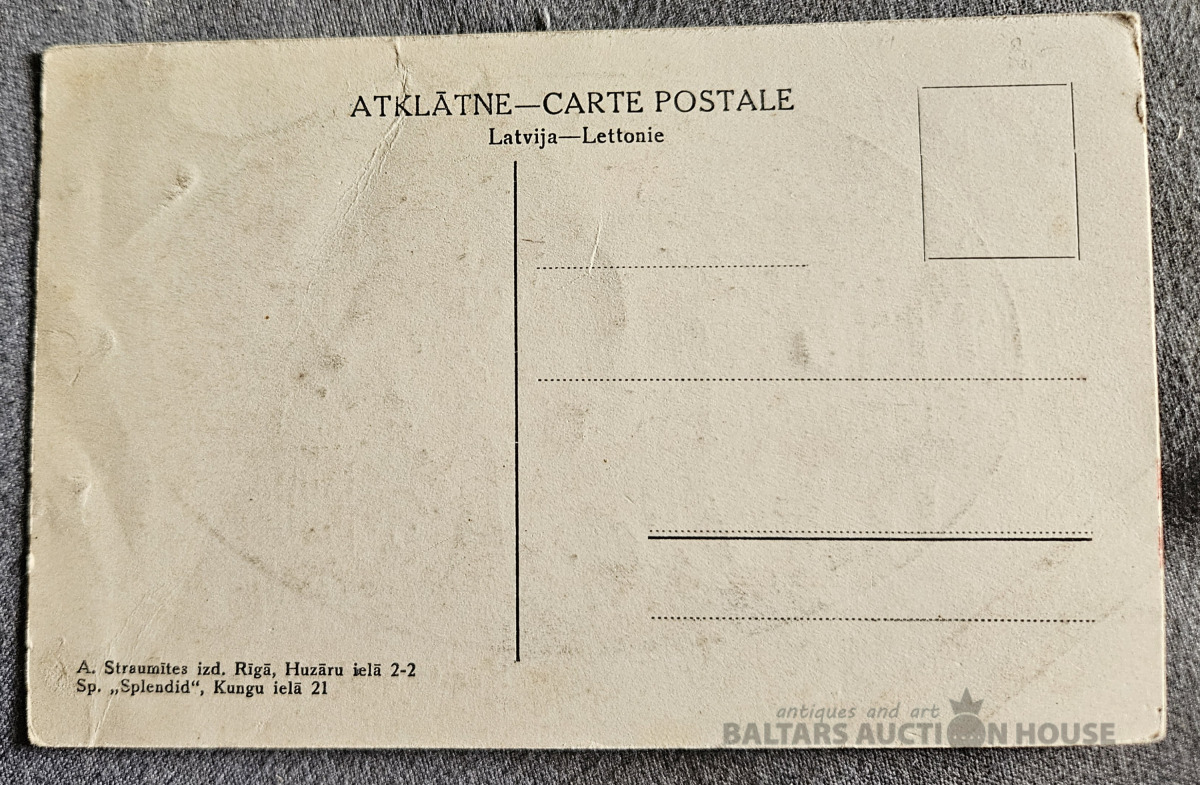 ATKLĀTNE—CARTE POSTALE
Latvija—Lettonie
A. Straumītes izd. Rīgā, Huzāru ielā 2-2
Sp. „Splendid“, Kungu ielā 21
antiques and art
BALTARS AUCTION HOUSE